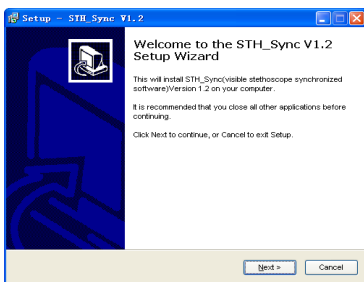 Setup - STH_Sync V1.2
Welcome to the STH_Sync V1.2
Setup Wizard
This will install STH_Sync(visible stethoscope synchronized
software)Version 1.2 on your computer.
It is recommended that you close all other applications before
continuing.
Click Next to continue, or Cancel to exit Setup.
Next > Cancel